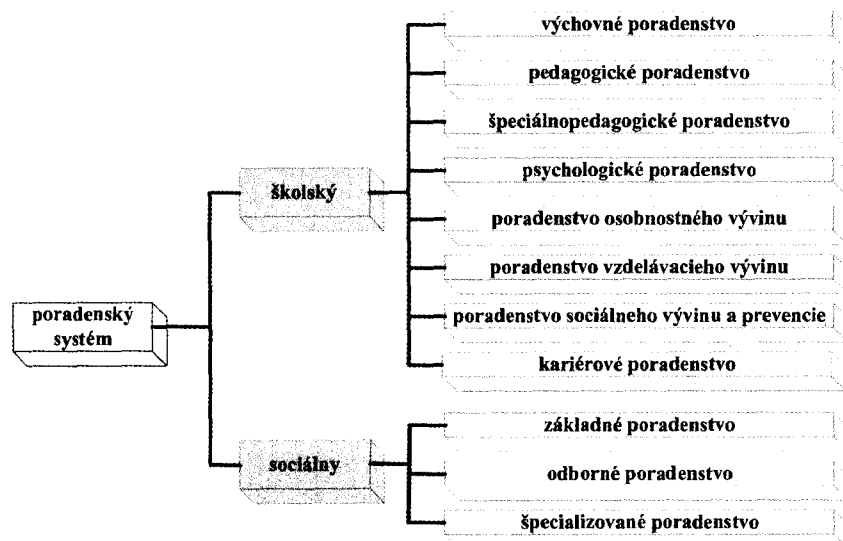 poradenský
systém
školský
výchovné poradenstvo
pedagogické poradenstvo
špeciálnopedagogické poradenstvo
psychologické poradenstvo
poradenstvo osobnostného vývinu
poradenstvo vzdelávacieho vývinu
poradenstvo sociálneho vývinu a prevencie
kariérové poradenstvo
sociálny
základné poradenstvo
odborné poradenstvo
špecializované poradenstvo